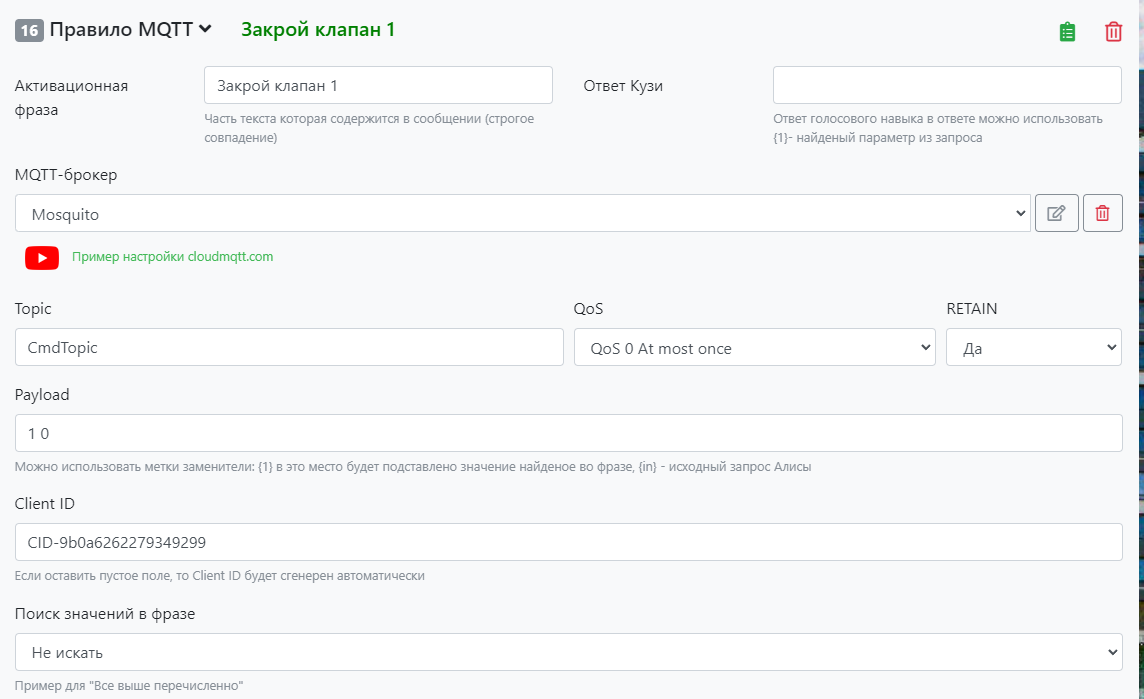 16 Правило MQTT Закрой клапан 1
Активационная
фраза
Закрой клапан 1
Часть текста которая содержится в сообщении (строгое
совпадение)
Ответ Кузи
Ответ голосового навыка в ответе можно использовать
{1}- найденый параметр из запроса
MQTT-брокер
Mosquito
Пример настройки cloudmqtt.com
Topic QoS RETAIN
CmdTopic QoS 0 At most once Да
Payload
1 0
Можно использовать метки заменители: {1} в это место будет подставлено значение найденое во фразе, {in} - исходный запрос Алисы
Client ID
CID-9b0a6262279349299
Если оставить пустое поле, то Client ID будет сгенерен автоматически
Поиск значений в фразе
Не искать
Пример для "Все выше перечисленно"